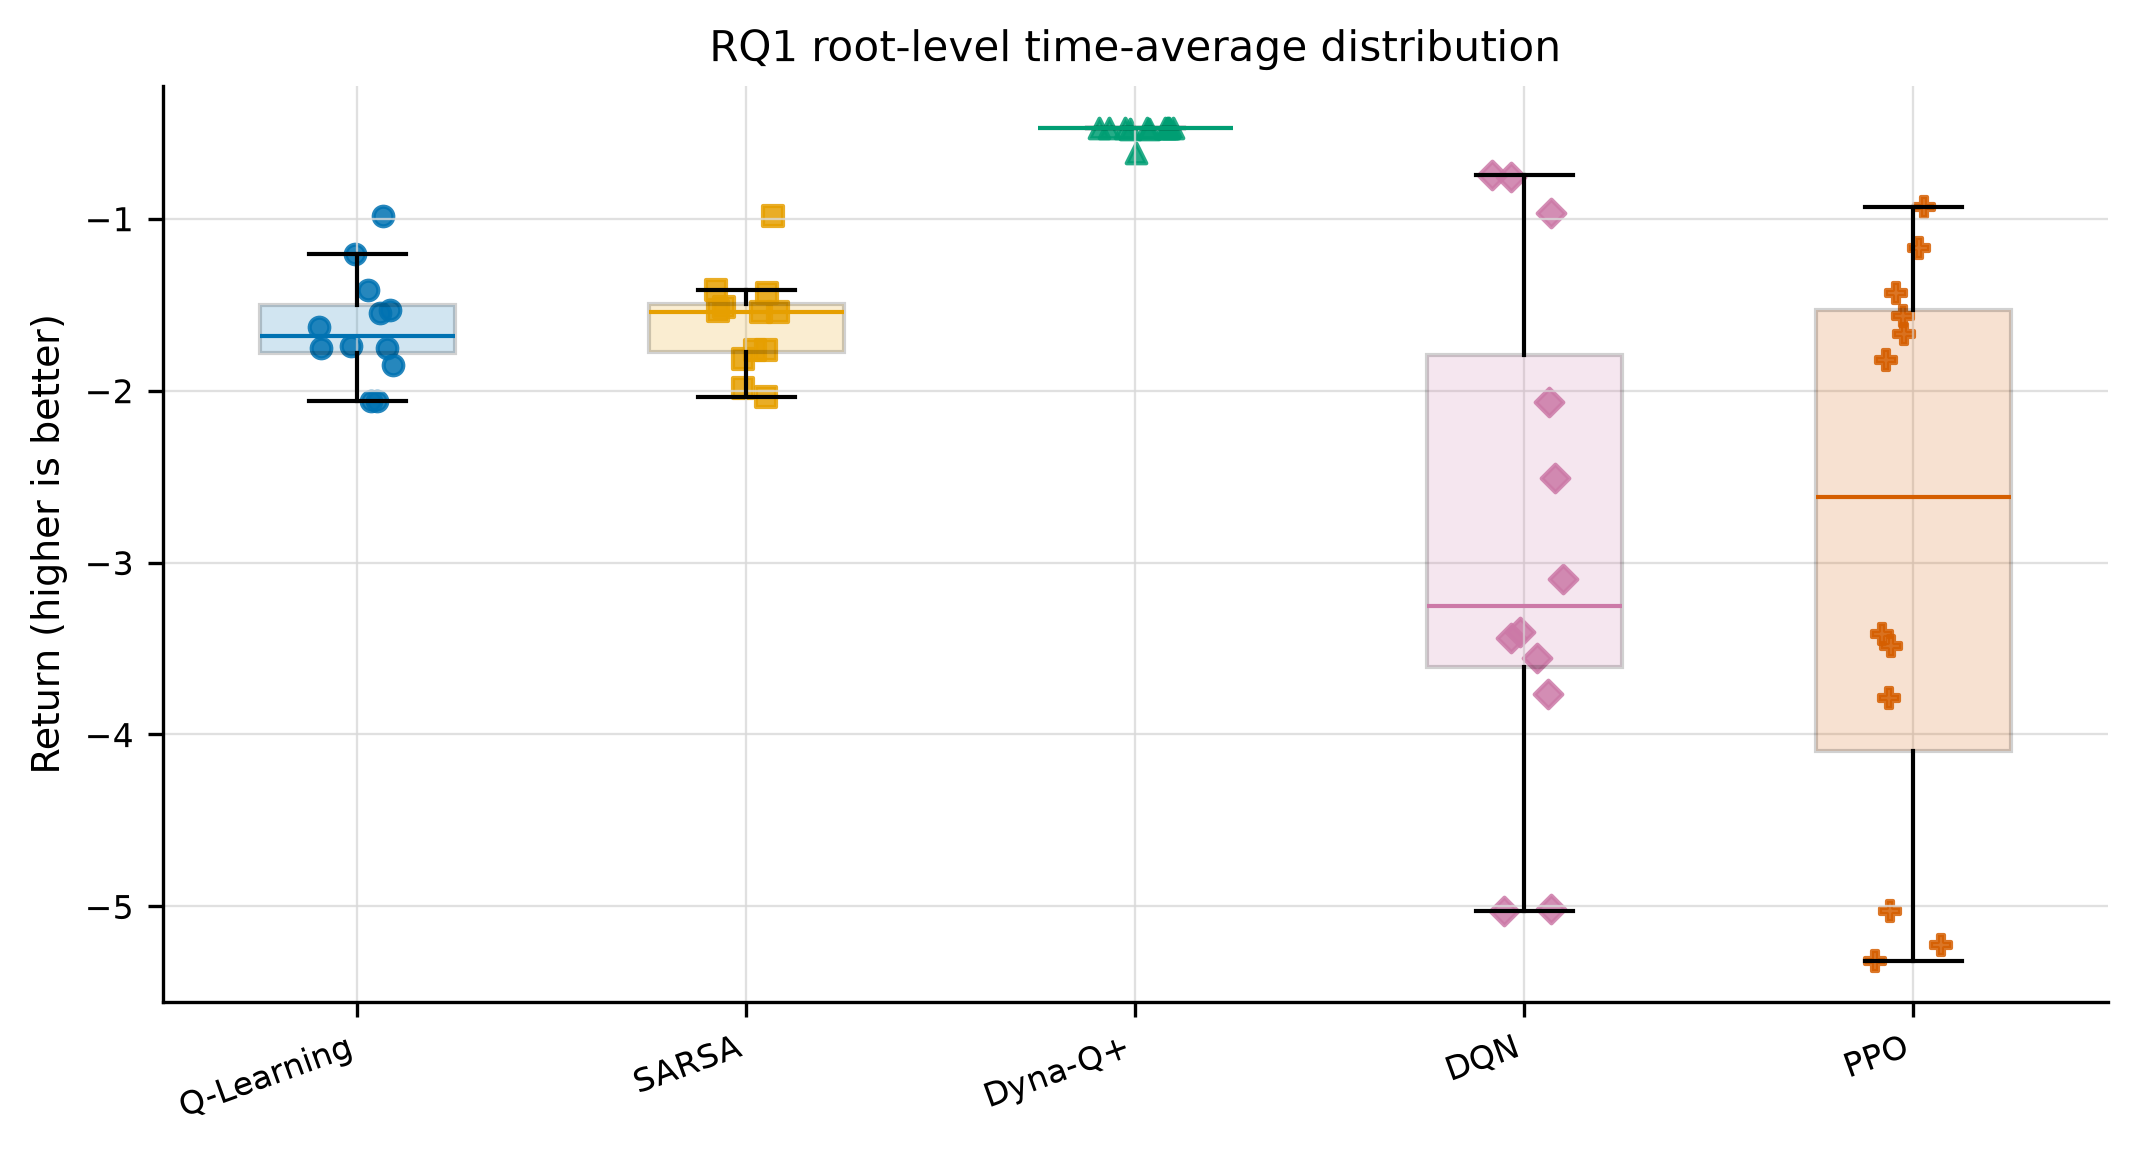 RQ1 root-level time-average distribution
Return (higher is better)
−1
−2
−3
−4
−5
Q-Learning
SARSA
Dyna-Q+
DQN
PPO